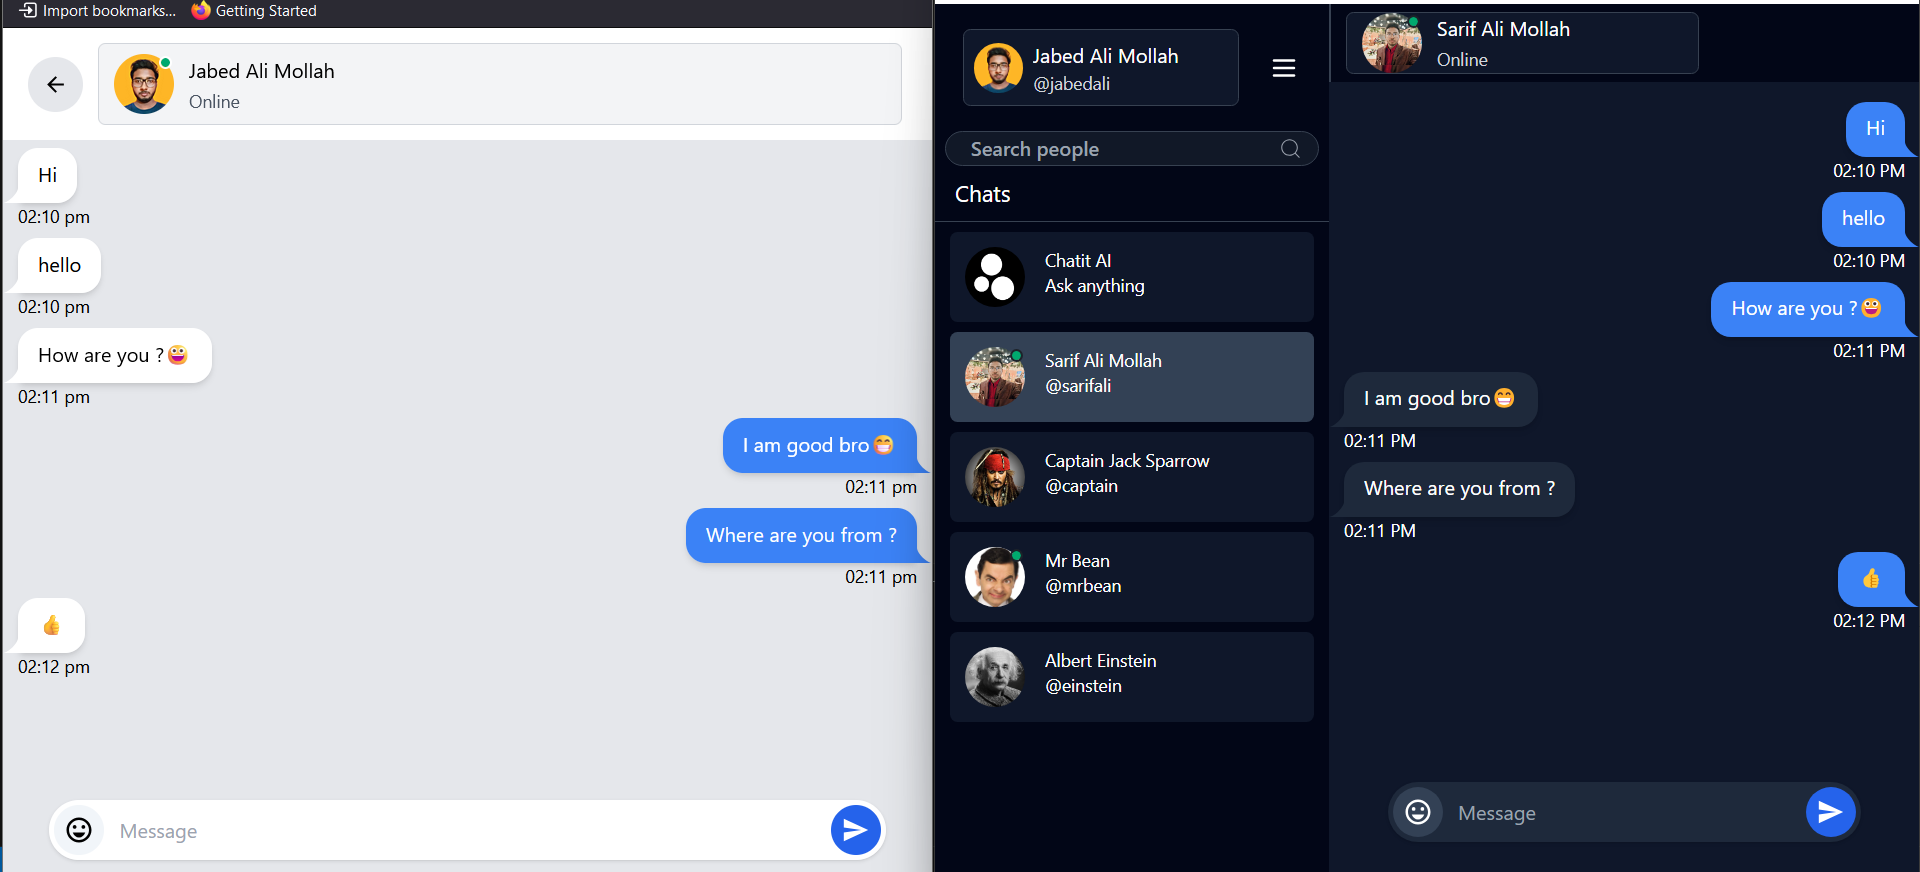 Import bookmarks...
Getting Started
Jabed Ali Mollah
Online
Hi
02:10 pm
hello
02:10 pm
How are you ?😀
02:11 pm
I am good bro😁
02:11 pm
Where are you from ?
02:11 pm
👍
02:12 pm
Message
Jabed Ali Mollah
@jabedali
Search people
Chats
Chatit AI
Ask anything
Sarif Ali Mollah
@sarifali
Captain Jack Sparrow
@captain
Mr Bean
@mrbean
Albert Einstein
@einstein
Sarif Ali Mollah
Online
Hi
02:10 PM
hello
02:10 PM
How are you ?😀
02:11 PM
I am good bro😁
02:11 PM
Where are you from ?
02:11 PM
👍
02:12 PM
Message